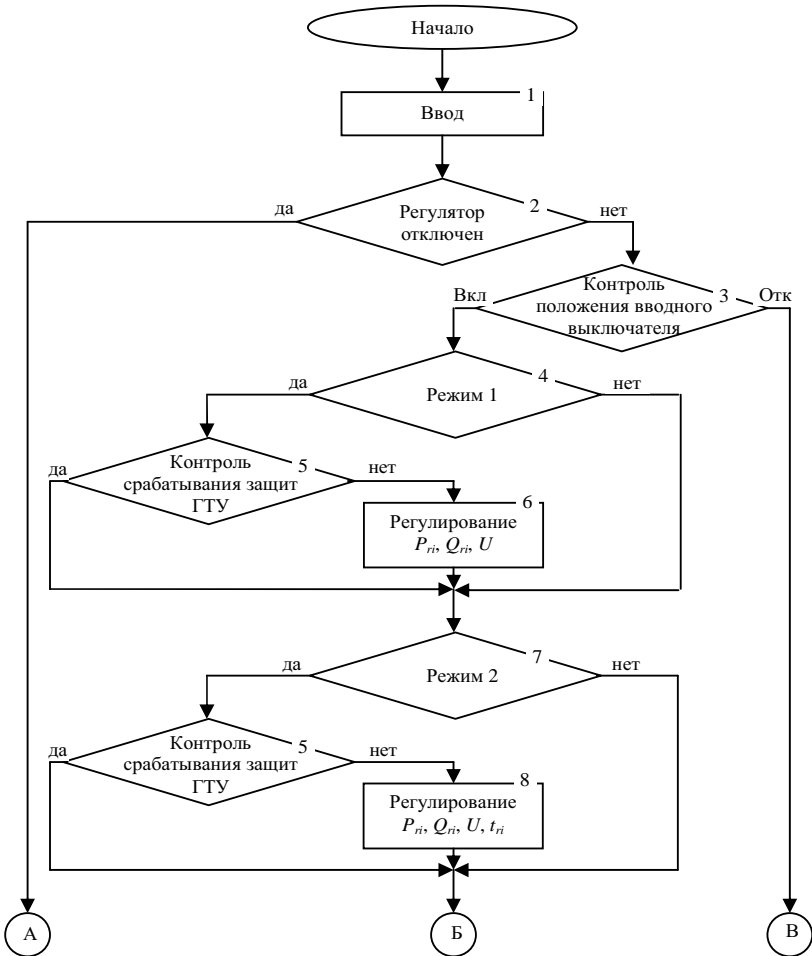 Начало
1
Ввод
да
2
нет
Регулятор
отключен
Контроль
3
Вкл
положения вводного
Отк
выключателя
да
4
нет
Режим 1
да
Контроль
5
нет
срабатывания защит
ГТУ
6
Регулирование
Pri, Qri, U
да
7
нет
Режим 2
да
Контроль
5
нет
срабатывания защит
ГТУ
8
Регулирование
Pri, Qri, U, tri
А
Б
В